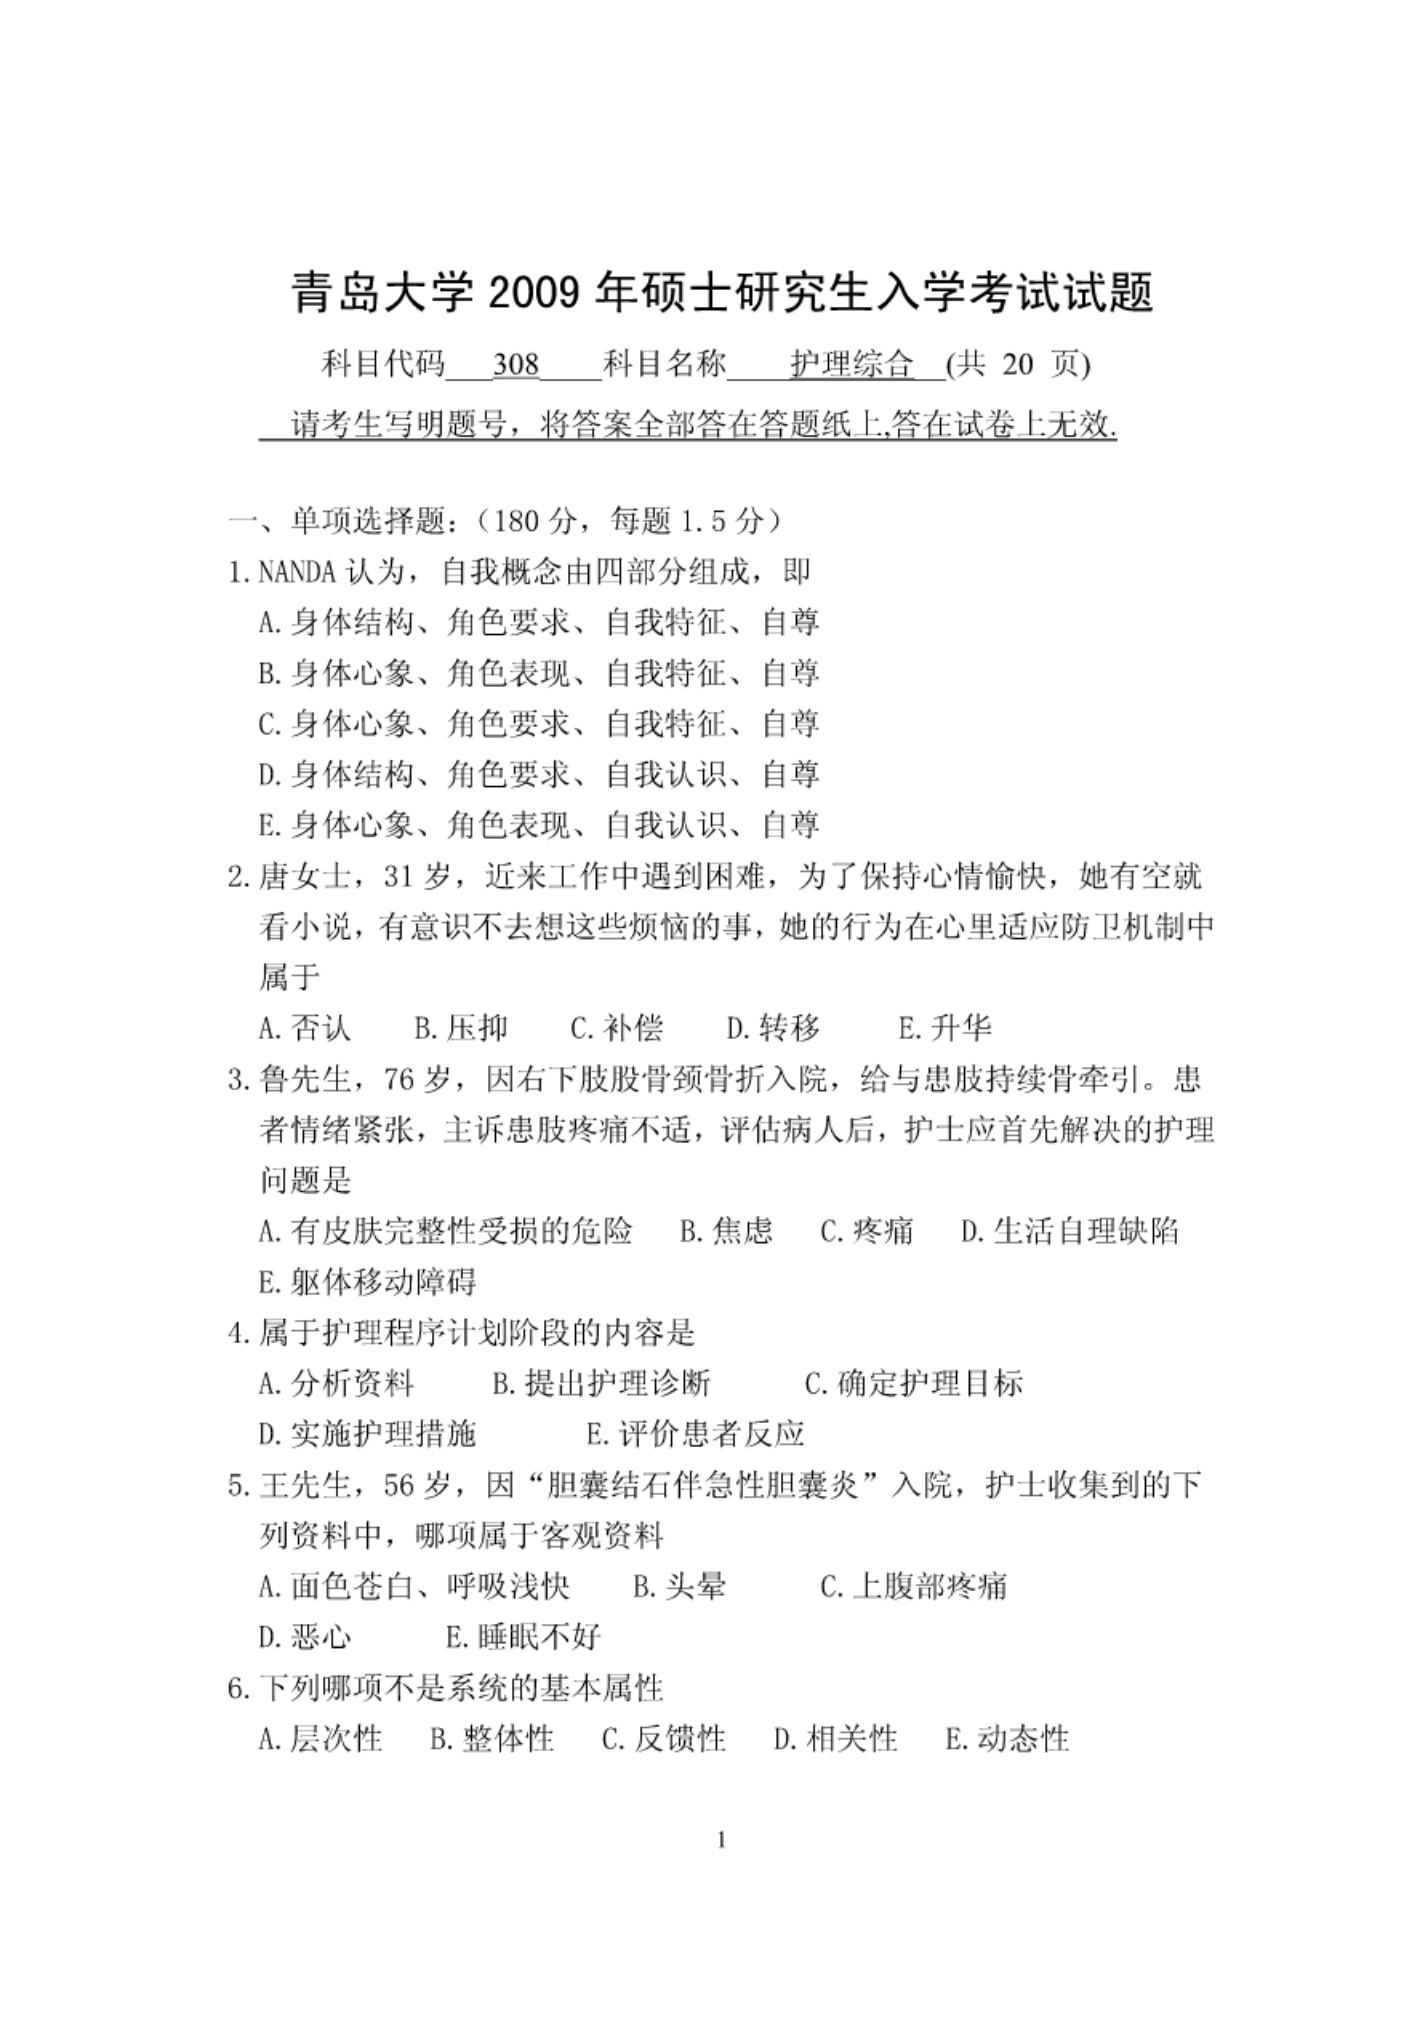 青岛大学 2009 年硕士研究生入学考试试题
科目代码 308 科目名称 护理综合 (共 20 页)
请考生写明题号，将答案全部答在答题纸上,答在试卷上无效.
一、单项选择题：（180 分，每题 1.5 分）
1. NANDA 认为，自我概念由四部分组成，即
A. 身体结构、角色要求、自我特征、自尊
B. 身体心象、角色表现、自我特征、自尊
C. 身体心象、角色要求、自我特征、自尊
D. 身体结构、角色要求、自我认识、自尊
E. 身体心象、角色表现、自我认识、自尊
2. 唐女士，31 岁，近来工作中遇到困难，为了保持心情愉快，她有空就
看小说，有意识不去想这些烦恼的事，她的行为在心里适应防卫机制中
属于
A. 否认 B. 压抑 C. 补偿 D. 转移 E. 升华
3. 鲁先生，76 岁，因右下肢股骨颈骨折入院，给与患肢持续骨牵引。患
者情绪紧张，主诉患肢疼痛不适，评估病人后，护士应首先解决的护理
问题是
A. 有皮肤完整性受损的危险 B. 焦虑 C. 疼痛 D. 生活自理缺陷
E. 躯体移动障碍
4. 属于护理程序计划阶段的内容是
A. 分析资料 B. 提出护理诊断 C. 确定护理目标
D. 实施护理措施 E. 评价患者反应
5. 王先生，56 岁，因“胆囊结石伴急性胆囊炎”入院，护士收集到的下
列资料中，哪项属于客观资料
A. 面色苍白、呼吸浅快 B. 头晕 C. 上腹部疼痛
D. 恶心 E. 睡眠不好
6. 下列哪项不是系统的基本属性
A. 层次性 B. 整体性 C. 反馈性 D. 相关性 E. 动态性
1